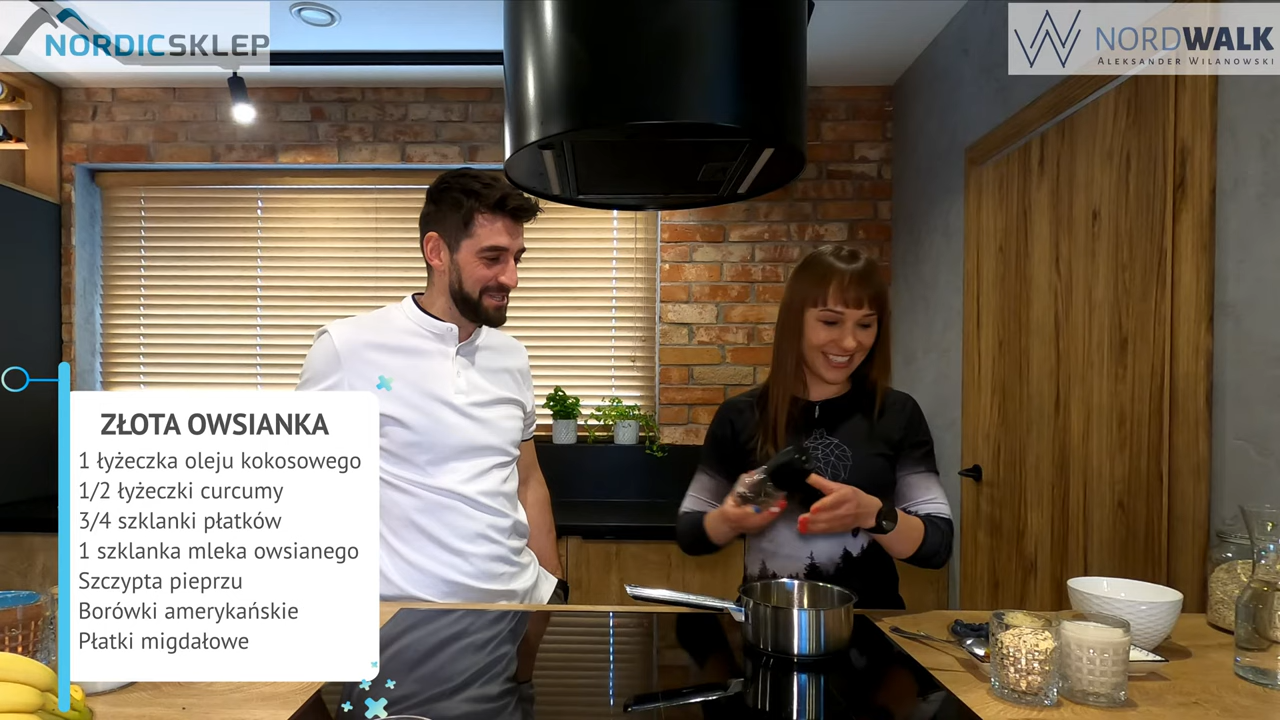 NORDICSKLEP
NORDWALK
ALEKSANDER WILANOWSKI
ZŁOTA OWSIANKA
1 łyżeczka oleju kokosowego
1/2 łyżeczki curcumy
3/4 szklanki płatków
1 szklanka mleka owsianego
Szczypta pieprzu
Borówki amerykańskie
Płatki migdałowe